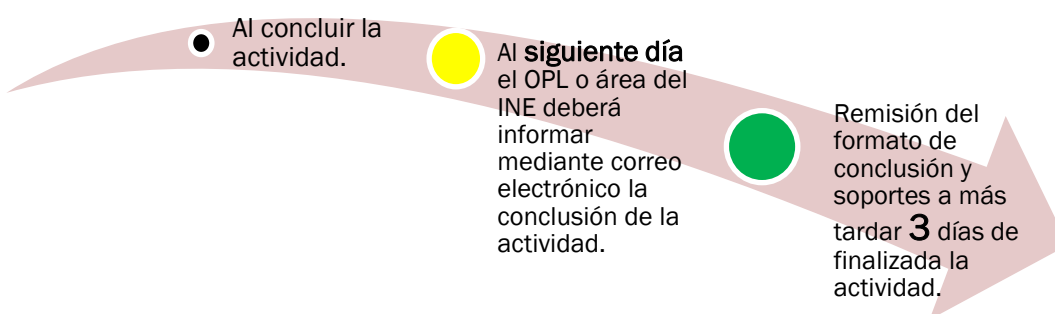 Al concluir la
actividad.
Al siguiente día
el OPL o área del
INE deberá
informar
mediante correo
electrónico la
conclusión de la
actividad.
Remisión del
formato de
conclusión y
soportes a más
tardar 3 días de
finalizada la
actividad.